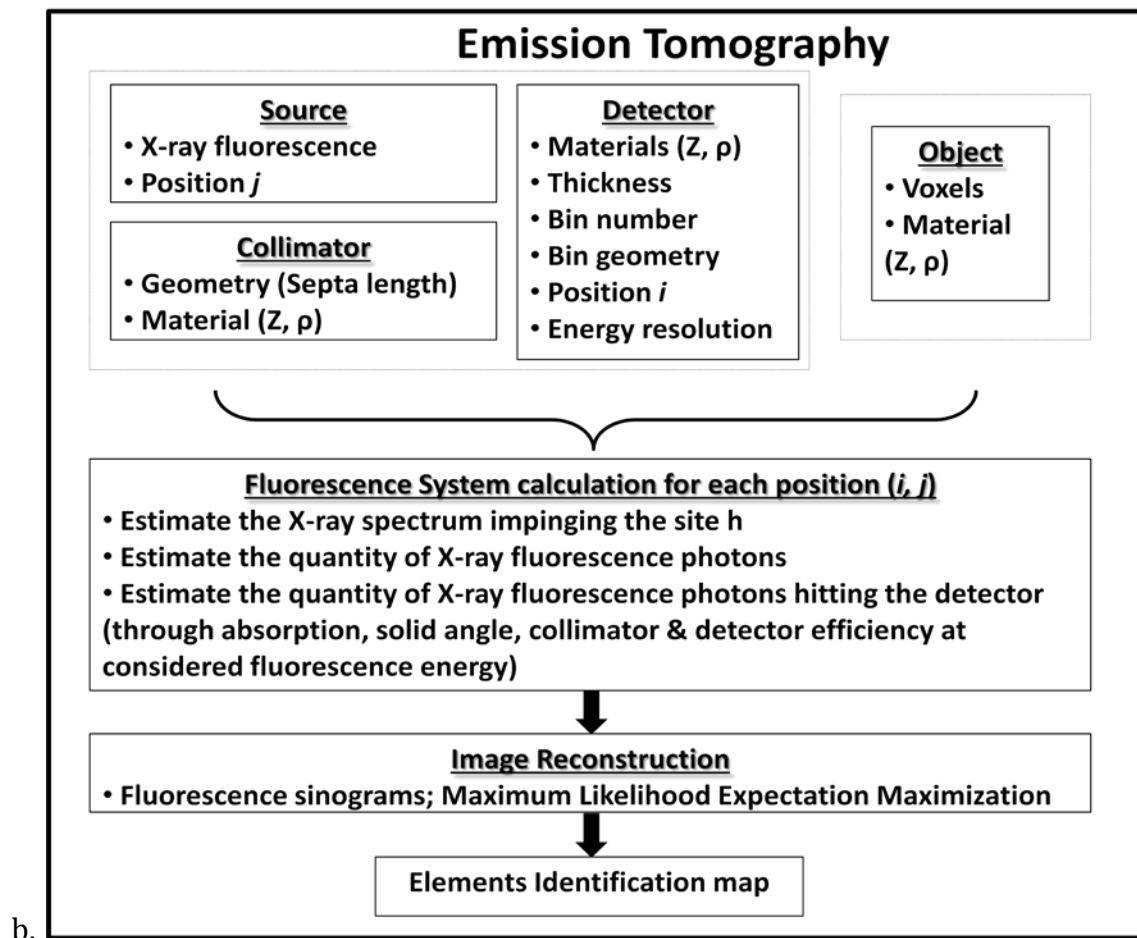 Emission Tomography
Source
• X-ray fluorescence
• Position j
Collimator
• Geometry (Septa length)
• Material (Z, ρ)
Detector
• Materials (Z, ρ)
• Thickness
• Bin number
• Bin geometry
• Position i
• Energy resolution
Object
• Voxels
• Material
(Z, ρ)
Fluorescence System calculation for each position (i, j)
• Estimate the X-ray spectrum impinging the site h
• Estimate the quantity of X-ray fluorescence photons
• Estimate the quantity of X-ray fluorescence photons hitting the detector
(through absorption, solid angle, collimator & detector efficiency at
considered fluorescence energy)
Image Reconstruction
• Fluorescence sinograms; Maximum Likelihood Expectation Maximization
Elements Identification map
b.